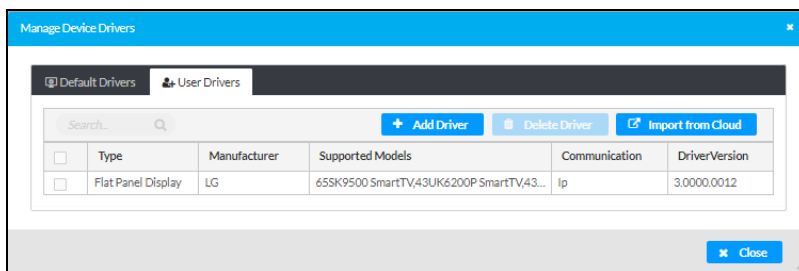 Manage Device Drivers
Default Drivers User Drivers
Search... Add Driver Delete Driver Import from Cloud
Type Manufacturer Supported Models Communication DriverVersion
Flat Panel Display LG 65SK9500 SmartTV,43UK6200P SmartTV,43... Ip 3.0000.0012
Close